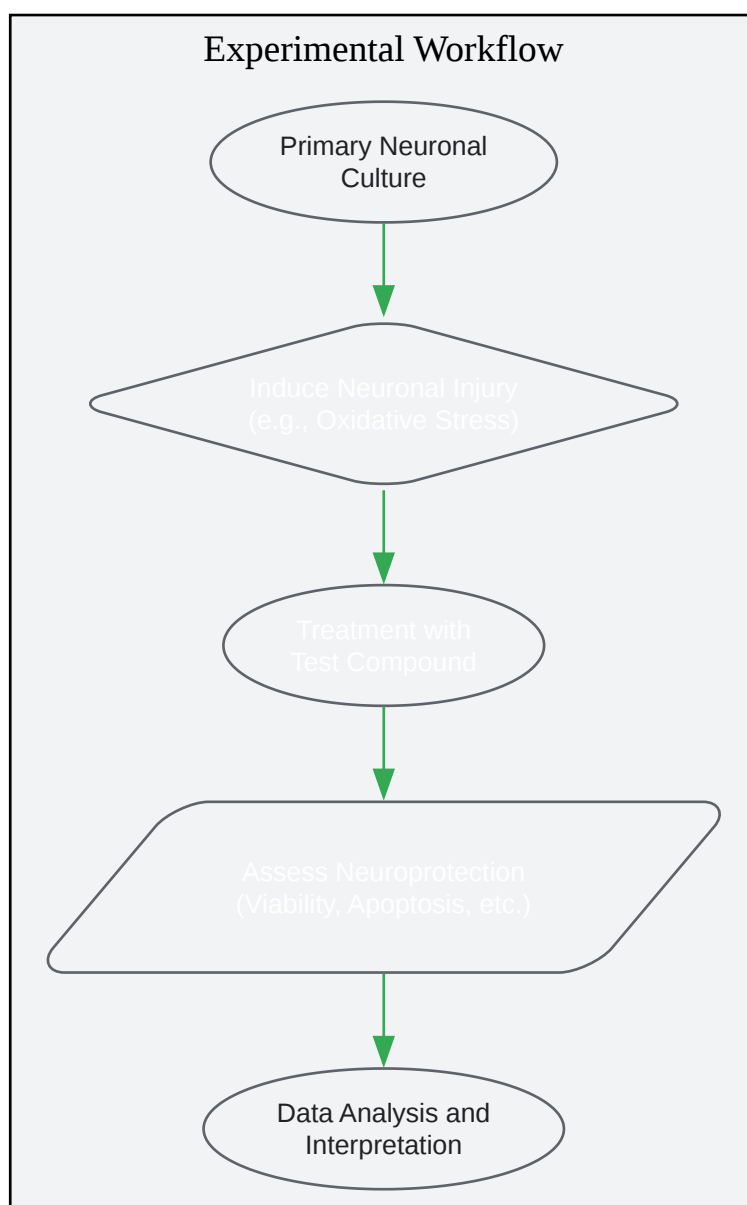 Experimental Workflow
Primary Neuronal
Culture
Induce Neuronal Injury
(e.g., Oxidative Stress)
Treatment with
Test Compound
Assess Neuroprotection
(Viability, Apoptosis, etc.)
Data Analysis and
Interpretation